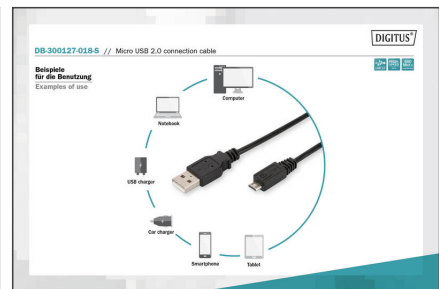 DIGITUS®
DB-300127-018-S // Micro USB 2.0 connection cable
Beispiele
für die Benutzung
Examples of use
Computer
Notebook
USB charger
Car charger
Smartphone
Tablet